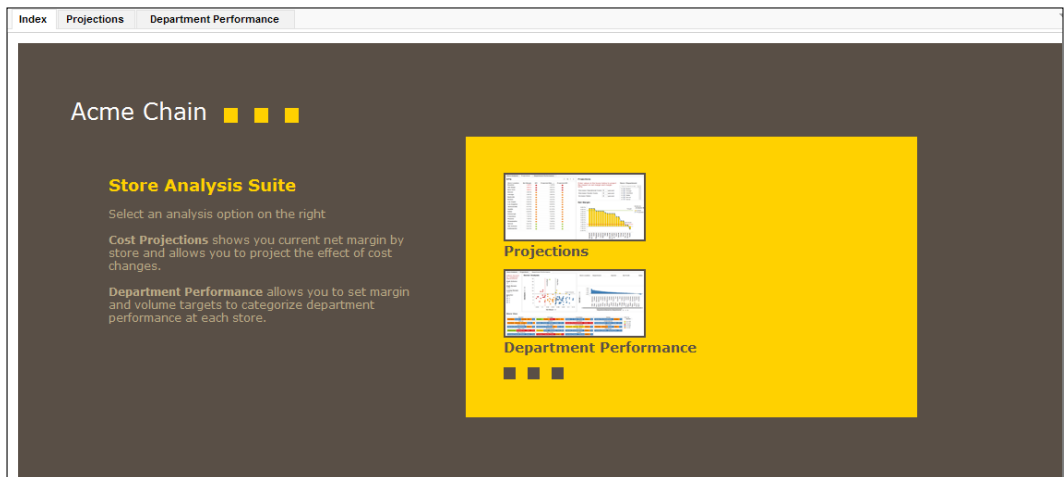 Index Projections Department Performance
Acme Chain
Store Analysis Suite
Select an analysis option on the right
Cost Projections shows you current net margin by
store and allows you to project the effect of cost
changes.
Department Performance allows you to set margin
and volume targets to categorize department
performance at each store.
Projections
Department Performance